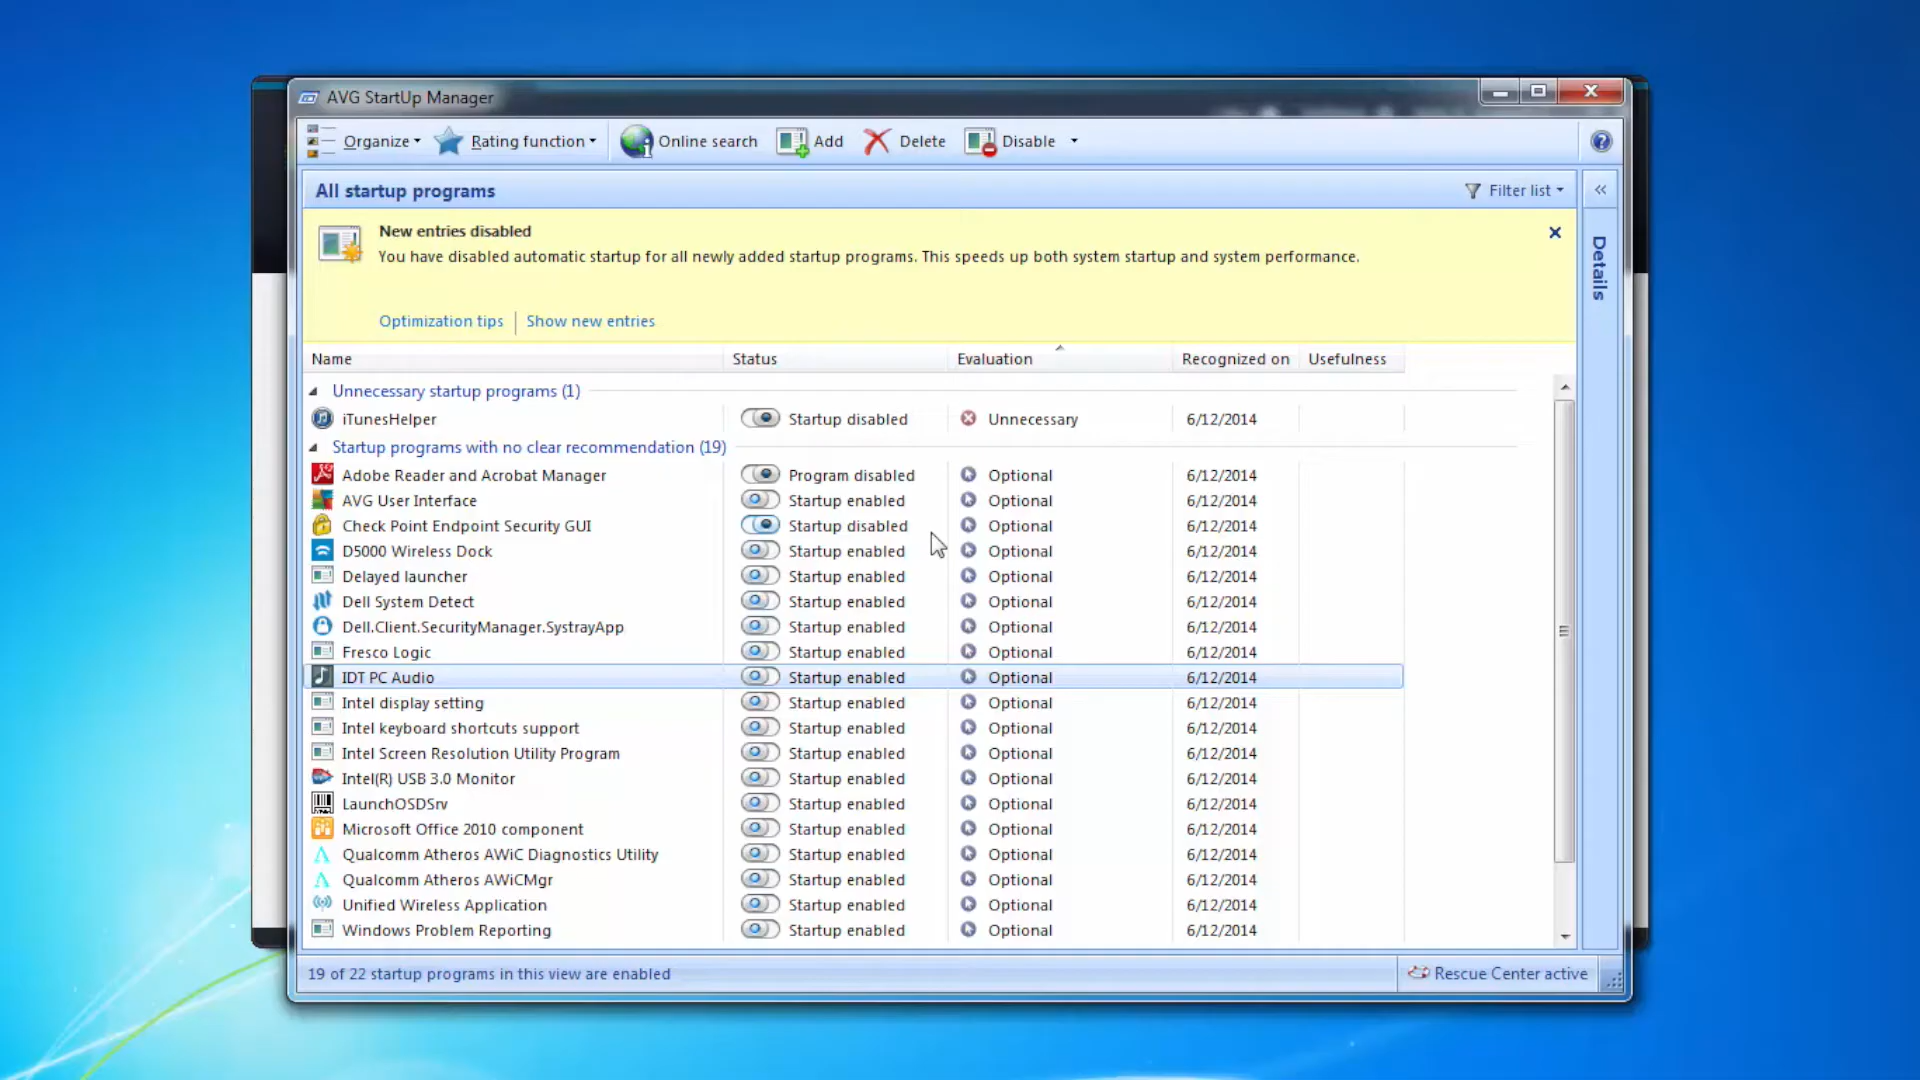 AVG StartUp Manager
Organize Rating function Online search Add Delete Disable
All startup programs Filter list
Details
New entries disabled
You have disabled automatic startup for all newly added startup programs. This speeds up both system startup and system performance.
Optimization tips Show new entries
Name Status Evaluation Recognized on Usefulness
Unnecessary startup programs (1)
iTunesHelper Startup disabled Unnecessary 6/12/2014
Startup programs with no clear recommendation (19)
Adobe Reader and Acrobat Manager Program disabled Optional 6/12/2014
AVG User Interface Startup enabled Optional 6/12/2014
Check Point Endpoint Security GUI Startup disabled Optional 6/12/2014
D5000 Wireless Dock Startup enabled Optional 6/12/2014
Delayed launcher Startup enabled Optional 6/12/2014
Dell System Detect Startup enabled Optional 6/12/2014
Dell.Client.SecurityManager.SystrayApp Startup enabled Optional 6/12/2014
Fresco Logic Startup enabled Optional 6/12/2014
IDT PC Audio Startup enabled Optional 6/12/2014
Intel display setting Startup enabled Optional 6/12/2014
Intel keyboard shortcuts support Startup enabled Optional 6/12/2014
Intel Screen Resolution Utility Program Startup enabled Optional 6/12/2014
Intel(R) USB 3.0 Monitor Startup enabled Optional 6/12/2014
LaunchOSDSrv Startup enabled Optional 6/12/2014
Microsoft Office 2010 component Startup enabled Optional 6/12/2014
Qualcomm Atheros AWiC Diagnostics Utility Startup enabled Optional 6/12/2014
Qualcomm Atheros AWiCMgr Startup enabled Optional 6/12/2014
Unified Wireless Application Startup enabled Optional 6/12/2014
Windows Problem Reporting Startup enabled Optional 6/12/2014
19 of 22 startup programs in this view are enabled Rescue Center active